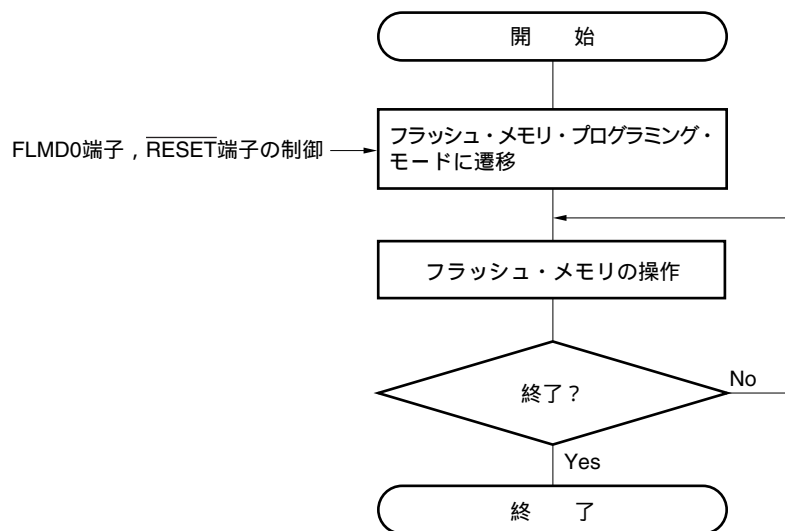 開　　始
FLMD0端子，RESET端子の制御
フラッシュ・メモリ・プログラミング・
モードに遷移
フラッシュ・メモリの操作
終了？
No
Yes
終　　了